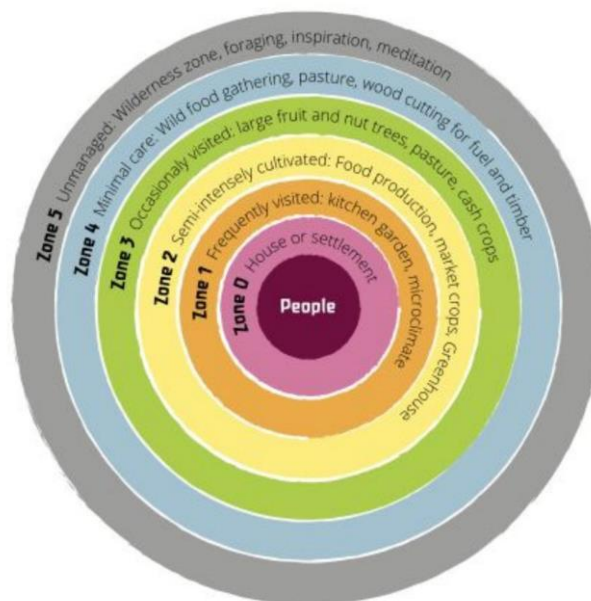 Zone 5 Unmanaged: Wilderness zone, foraging, inspiration, meditation
Zone 4 Minimal care: Wild food gathering, pasture, wood cutting for fuel and timber
Zone 3 Occasionaly visited: large fruit and nut trees, pasture, cash crops
Zone 2 Semi-intensely cultivated: Food production, market crops, Greenhouse
Zone 1 Frequently visited: kitchen garden, microclimate
Zone 0 House or settlement
People